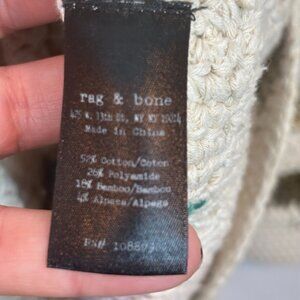 rag & bone
425 W. 13th St, NY NY 10014
Made in China
52% Cotton/Coton
26% Polyamide
18% Bamboo/Bambou
4% Alpaca/Alpaga
RN#